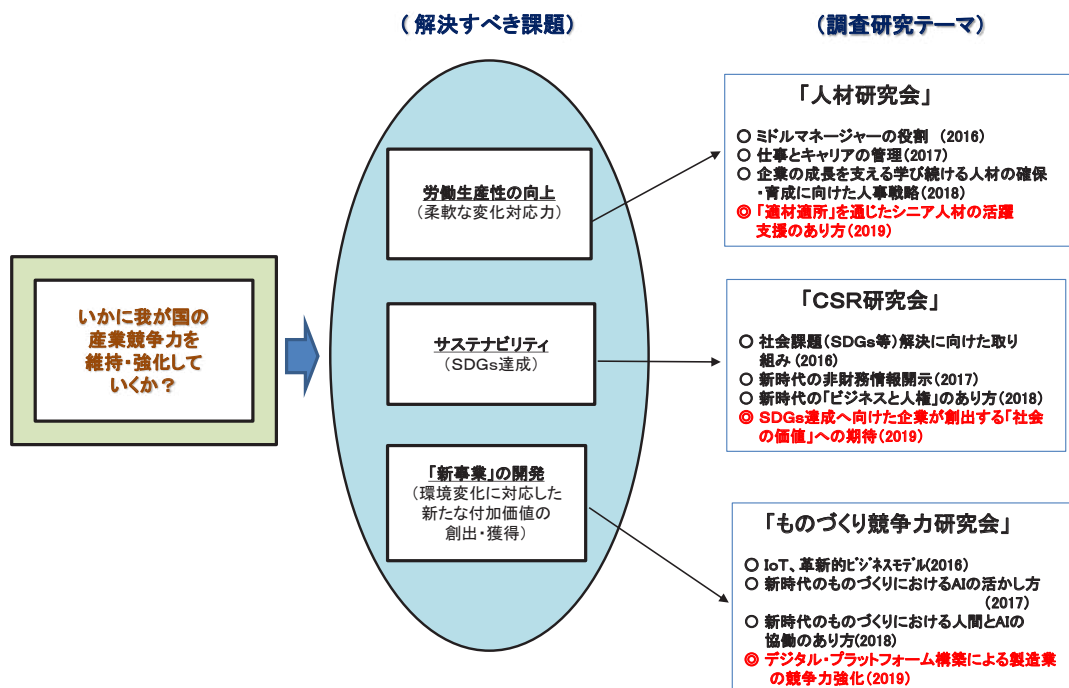 (解決すべき課題)
(調査研究テーマ)
いかに我が国の
産業競争力を
維持・強化して
いくか?
労働生産性の向上
(柔軟な変化対応力)
サステナビリティ
(SDGs達成)
「新事業」の開発
(環境変化に対応した
新たな付加価値の
創出・獲得)
「人材研究会」
○ ミドルマネージャーの役割 (2016)
○ 仕事とキャリアの管理(2017)
○ 企業の成長を支える学び続ける人材の確保
・育成に向けた人事戦略(2018)
◎ 「適材適所」を通じたシニア人材の活躍
支援のあり方(2019)
「CSR研究会」
○ 社会課題(SDGs等)解決に向けた取り
組み(2016)
○ 新時代の非財務情報開示(2017)
○ 新時代の「ビジネスと人権」のあり方(2018)
◎ SDGs達成へ向けた企業が創出する「社会
の価値」への期待(2019)
「ものづくり競争力研究会」
○ IoT、革新的ビジネスモデル(2016)
○ 新時代のものづくりにおけるAIの活かし方
(2017)
○ 新時代のものづくりにおける人間とAIの
協働のあり方(2018)
◎ デジタル・プラットフォーム構築による製造業
の競争力強化(2019)